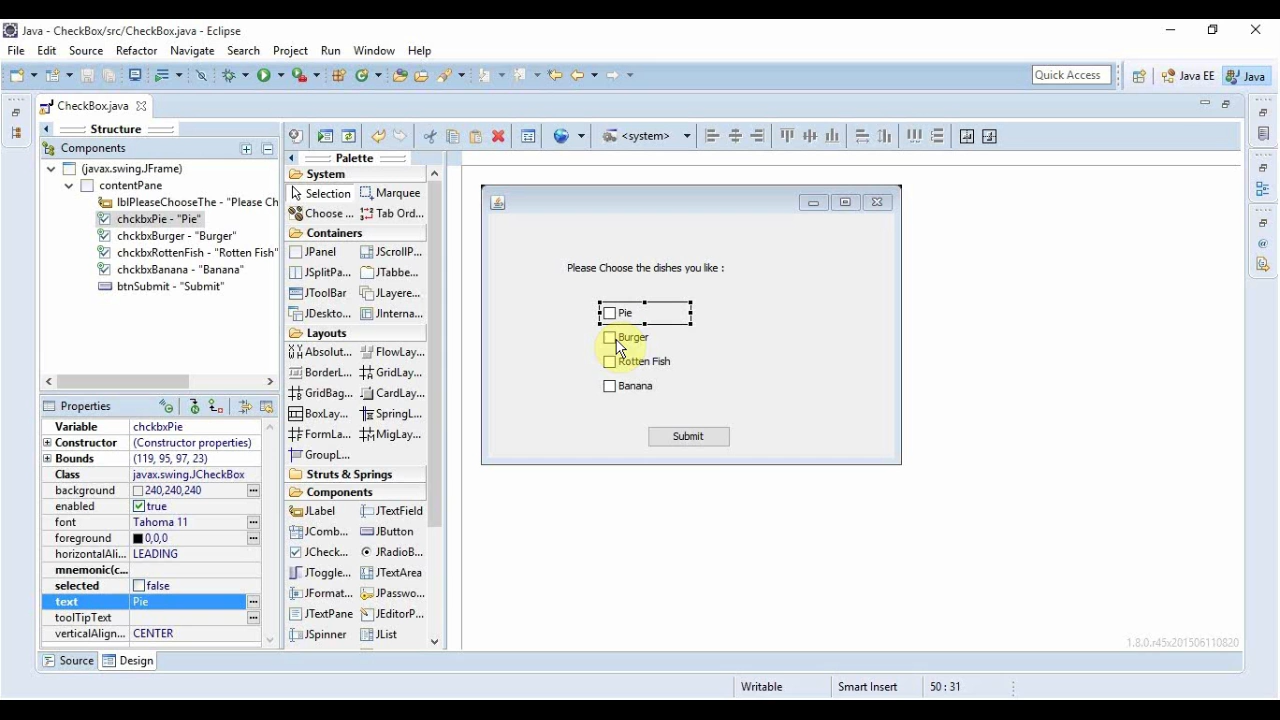 Java - CheckBox/src/CheckBox.java - Eclipse
File Edit Source Refactor Navigate Search Project Run Window Help
Quick Access Java EE Java
CheckBox.java
Structure
Components
(javax.swing.JFrame)
contentPane
lblPleaseChooseThe - "Please Ch
chckbxPie - "Pie"
chckbxBurger - "Burger"
chckbxRottenFish - "Rotten Fish"
chckbxBanana - "Banana"
btnSubmit - "Submit"
Properties
Variable chckbxPie
Constructor (Constructor properties)
Bounds (119, 95, 97, 23)
Class javax.swing.JCheckBox
background 240,240,240
enabled true
font Tahoma 11
foreground 0,0,0
horizontalAli... LEADING
mnemonic(c...
selected false
text Pie
toolTipText
verticalAlign... CENTER
Palette
System
Selection Marquee
Choose ... Tab Ord...
Containers
JPanel JScrollP...
JSplitPa... JTabbe...
JToolBar JLayere...
JDeskto... JInterna...
Layouts
Absolut... FlowLay...
BorderL... GridLay...
GridBag... CardLay...
BoxLay... SpringL...
FormLa... MigLay...
GroupL...
Struts & Springs
Components
JLabel JTextField
JComb... JButton
JCheck... JRadioB...
JToggle... JTextArea
JFormat... JPasswo...
JTextPane JEditorP...
JSpinner JList
<system>
Please Choose the dishes you like :
Pie
Burger
Rotten Fish
Banana
Submit
1.8.0.r45x201506110820
Source Design
Writable Smart Insert 50 : 31